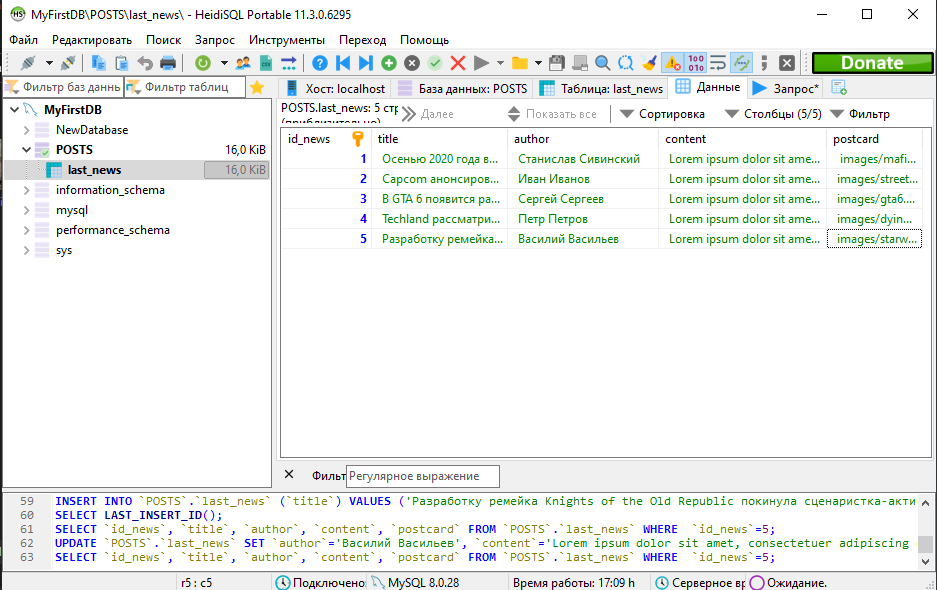 MyFirstDB\POSTS\last_news\ - HeidiSQL Portable 11.3.0.6295
Файл Редактировать Поиск Запрос Инструменты Переход Помощь
Donate
Фильтр баз даннь Фильтр таблиц
Хост: localhost База данных: POSTS Таблица: last_news Данные Запрос*
MyFirstDB
NewDatabase
POSTS 16,0 KiB
last_news 16,0 KiB
information_schema
mysql
performance_schema
sys
POSTS.last_news: 5 стр
(приблизительно)
Далее Показать все Сортировка Столбцы (5/5) Фильтр
id_news title author content postcard
1 Осенью 2020 года в... Станислав Сивинский Lorem ipsum dolor sit ame... images/mafi...
2 Capcom анонсиров... Иван Иванов Lorem ipsum dolor sit ame... images/street...
3 В GTA 6 появится ра... Сергей Сергеев Lorem ipsum dolor sit ame... images/gta6....
4 Techland рассматри... Петр Петров Lorem ipsum dolor sit ame... images/dyin...
5 Разработку ремейка... Василий Васильев Lorem ipsum dolor sit ame... images/starw...
Фильт Регулярное выражение
59 INSERT INTO `POSTS`.`last_news` (`title`) VALUES ('Разработку ремейка Knights of the Old Republic покинула сценаристка-акти
60 SELECT LAST_INSERT_ID();
61 SELECT `id_news`, `title`, `author`, `content`, `postcard` FROM `POSTS`.`last_news` WHERE  `id_news`=5;
62 UPDATE `POSTS`.`last_news` SET `author`='Василий Васильев', `content`='Lorem ipsum dolor sit amet, consectetuer adipiscing
63 SELECT `id_news`, `title`, `author`, `content`, `postcard` FROM `POSTS`.`last_news` WHERE  `id_news`=5;
r5 : c5 Подключено: MySQL 8.0.28 Время работы: 17:09 h Серверное вр Ожидание.